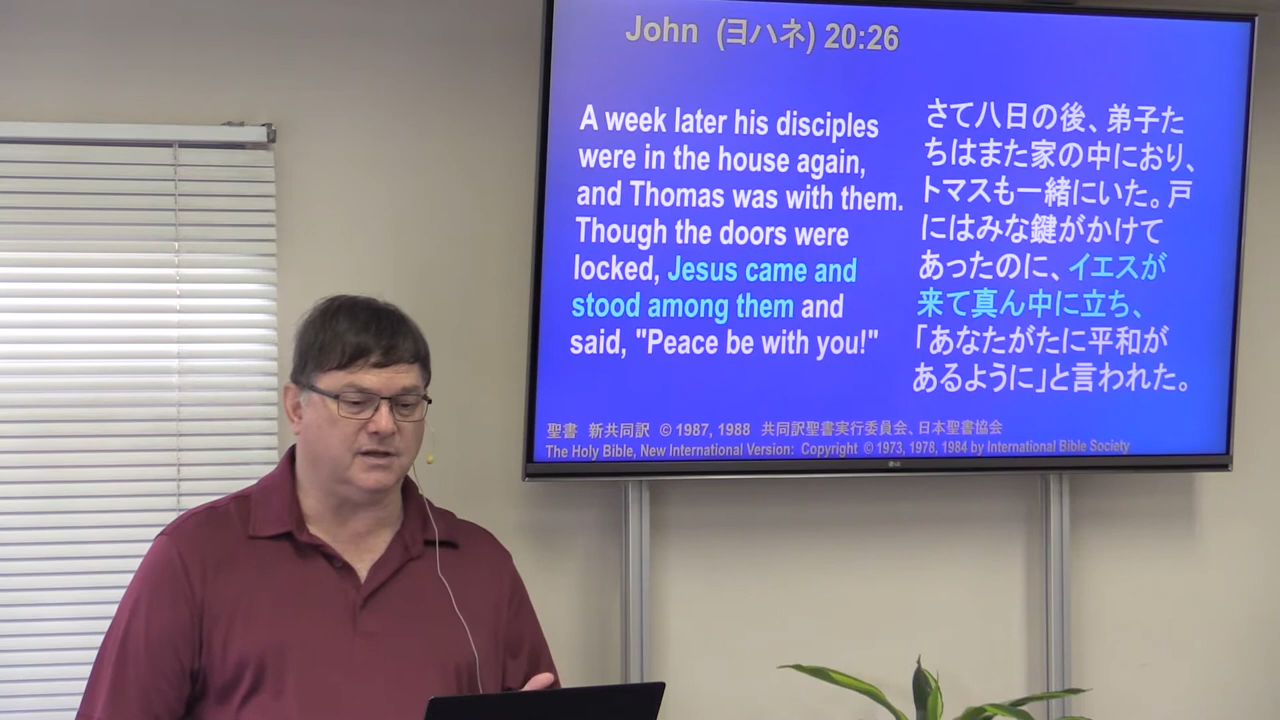 John (ヨハネ) 20:26
A week later his disciples
were in the house again,
and Thomas was with them.
Though the doors were
locked, Jesus came and
stood among them and
said, "Peace be with you!"
さて八日の後、弟子た
ちはまた家の中におり、
トマスも一緒にいた。戸
にはみな鍵がかけて
あったのに、イエスが
来て真ん中に立ち、
「あなたがたに平和が
あるように」と言われた。
聖書 新共同訳 © 1987, 1988 共同訳聖書実行委員会、日本聖書協会
The Holy Bible, New International Version: Copyright © 1973, 1978, 1984 by International Bible Society
LG